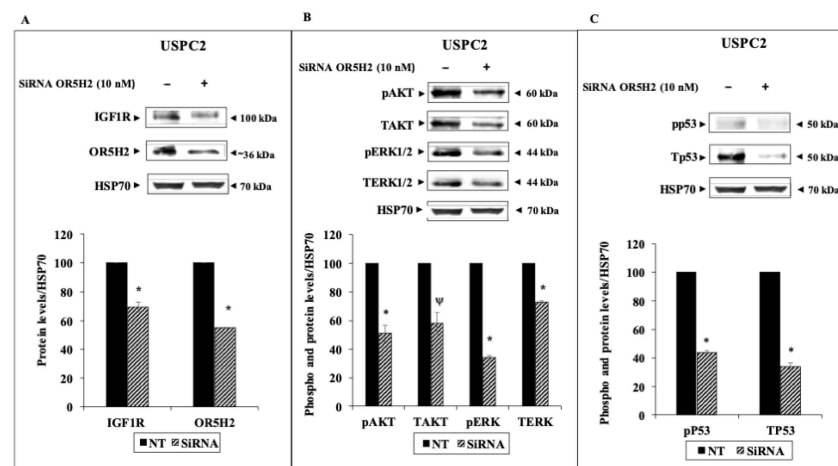 A
USPC2
SiRNA OR5H2 (10 nM) – +
IGF1R ► ◄ 100 kDa
OR5H2 ► ◄ ~36 kDa
HSP70 ► ◄ 70 kDa
Protein levels/HSP70
120
100
80
60
40
20
0
* *
IGF1R OR5H2
NT SiRNA
B
USPC2
SiRNA OR5H2 (10 nM) – +
pAKT ► ◄ 60 kDa
TAKT ► ◄ 60 kDa
pERK1/2 ► ◄ 44 kDa
TERK1/2 ► ◄ 44 kDa
HSP70 ► ◄ 70 kDa
Phospho and protein levels/HSP70
120
100
80
60
40
20
0
* Ψ * *
pAKT TAKT pERK TERK
NT SiRNA
C
USPC2
SiRNA OR5H2 (10 nM) – +
pp53 ► ◄ 50 kDa
Tp53 ► ◄ 50 kDa
HSP70 ► ◄ 70 kDa
Phospho and protein levels/HSP70
120
100
80
60
40
20
0
* *
pP53 TP53
NT SiRNA